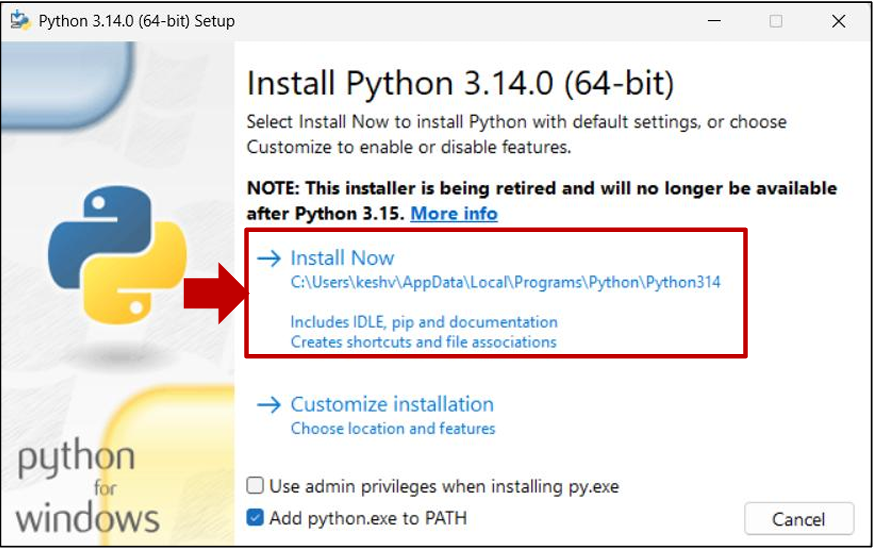 Python 3.14.0 (64-bit) Setup
Install Python 3.14.0 (64-bit)
Select Install Now to install Python with default settings, or choose
Customize to enable or disable features.
NOTE: This installer is being retired and will no longer be available
after Python 3.15. More info
Install Now
C:\Users\keshv\AppData\Local\Programs\Python\Python314
Includes IDLE, pip and documentation
Creates shortcuts and file associations
Customize installation
Choose location and features
python
for
windows
Use admin privileges when installing py.exe
Add python.exe to PATH
Cancel